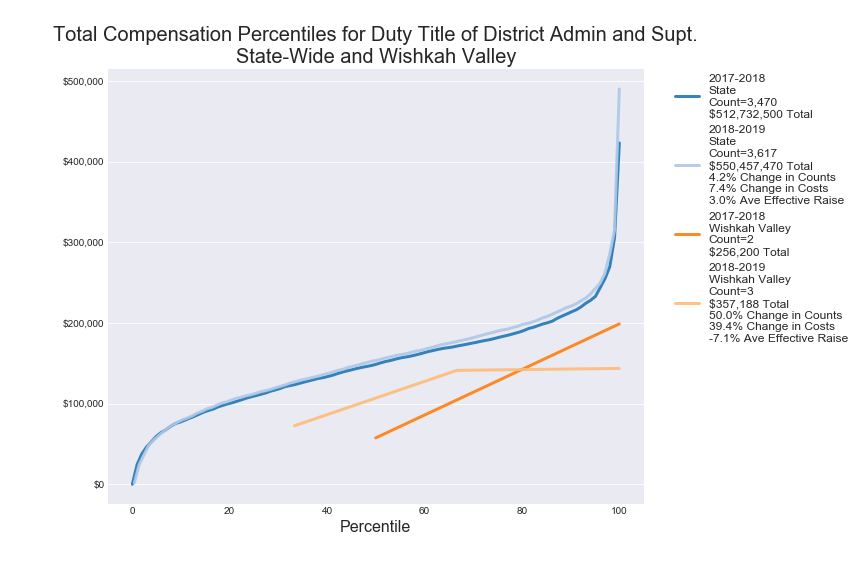 Total Compensation Percentiles for Duty Title of District Admin and Supt.
State-Wide and Wishkah Valley
$500,000
$400,000
$300,000
$200,000
$100,000
$0
0
20
40
60
80
100
Percentile
2017-2018
State
Count=3,470
$512,732,500 Total
2018-2019
State
Count=3,617
$550,457,470 Total
4.2% Change in Counts
7.4% Change in Costs
3.0% Ave Effective Raise
2017-2018
Wishkah Valley
Count=2
$256,200 Total
2018-2019
Wishkah Valley
Count=3
$357,188 Total
50.0% Change in Counts
39.4% Change in Costs
-7.1% Ave Effective Raise